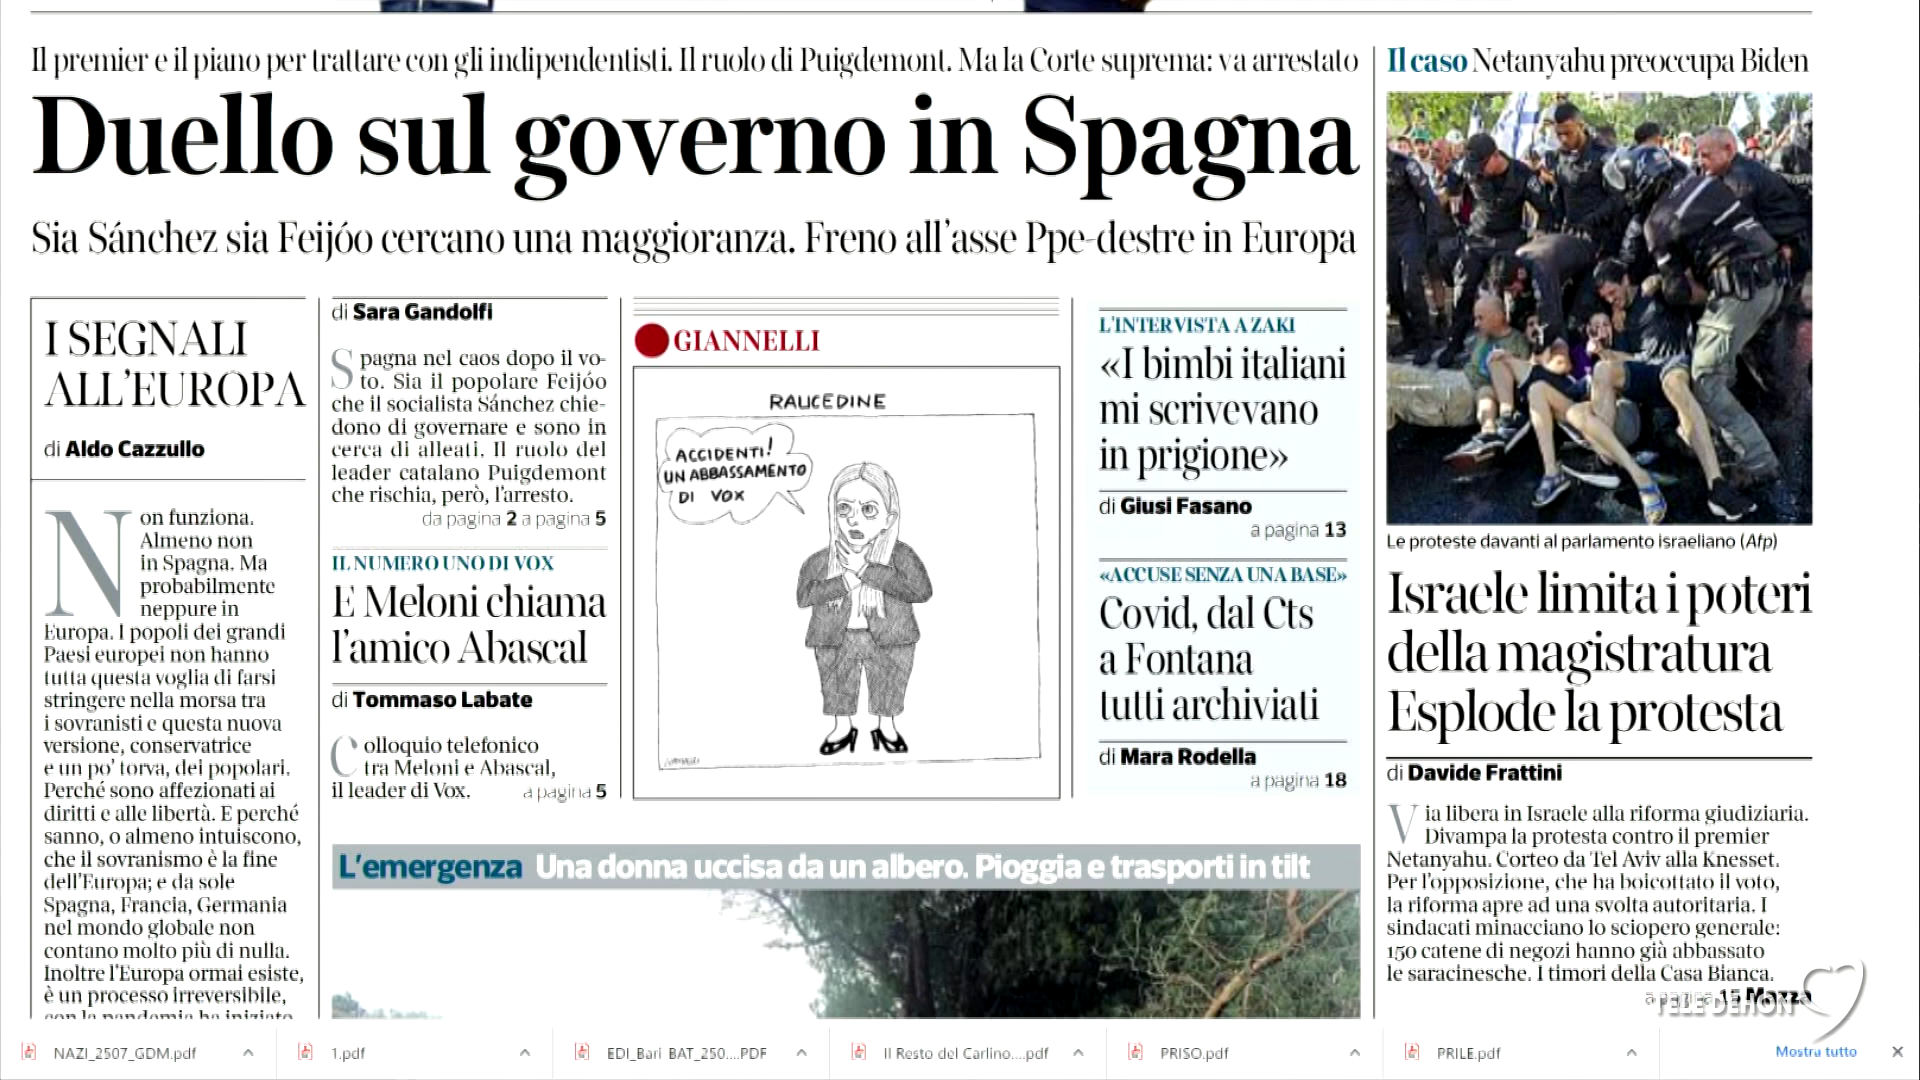 Il premier e il piano per trattare con gli indipendentisti. Il ruolo di Puigdemont. Ma la Corte suprema: va arrestato
Duello sul governo in Spagna
Sia Sánchez sia Feijóo cercano una maggioranza. Freno all'asse Ppe-destre in Europa
I SEGNALI
ALL'EUROPA
di Aldo Cazzullo
Non funziona.
Almeno non
in Spagna. Ma
probabilmente
neppure in
Europa. I popoli dei grandi
Paesi europei non hanno
tutta questa voglia di farsi
stringere nella morsa tra
i sovranisti e questa nuova
versione, conservatrice
e un po' torva, dei popolari.
Perché sono affezionati ai
diritti e alle libertà. E perché
sanno, o almeno intuiscono,
che il sovranismo è la fine
dell'Europa; e da sole
Spagna, Francia, Germania
nel mondo globale non
contano molto più di nulla.
Inoltre l'Europa ormai esiste,
è un processo irreversibile,
con la pandemia ha iniziato
di Sara Gandolfi
Spagna nel caos dopo il vo-
to. Sia il popolare Feijóo
che il socialista Sánchez chie-
dono di governare e sono in
cerca di alleati. Il ruolo del
leader catalano Puigdemont
che rischia, però, l'arresto.
da pagina 2 a pagina 5
IL NUMERO UNO DI VOX
E Meloni chiama
l'amico Abascal
di Tommaso Labate
Colloquio telefonico
tra Meloni e Abascal,
il leader di Vox. a pagina 5
GIANNELLI
RAUCEDINE
ACCIDENTI!
UN ABBASSAMENTO
DI VOX
GIANNELLI
L'INTERVISTA A ZAKI
«I bimbi italiani
mi scrivevano
in prigione»
di Giusi Fasano
a pagina 13
«ACCUSE SENZA UNA BASE»
Covid, dal Cts
a Fontana
tutti archiviati
di Mara Rodella
a pagina 18
L'emergenza Una donna uccisa da un albero. Pioggia e trasporti in tilt
Il caso Netanyahu preoccupa Biden
Le proteste davanti al parlamento israeliano (Afp)
Israele limita i poteri
della magistratura
Esplode la protesta
di Davide Frattini
Via libera in Israele alla riforma giudiziaria.
Divampa la protesta contro il premier
Netanyahu. Corteo da Tel Aviv alla Knesset.
Per l'opposizione, che ha boicottato il voto,
la riforma apre ad una svolta autoritaria. I
sindacati minacciano lo sciopero generale:
150 catene di negozi hanno già abbassato
le saracinesche. I timori della Casa Bianca.
a pagina 15 Mazza
TELE DEHON
NAZI_2507_GDM.pdf
1.pdf
EDI_Bari BAT_250....PDF
Il Resto del Carlino....pdf
PRISO.pdf
PRILE.pdf
Mostra tutto